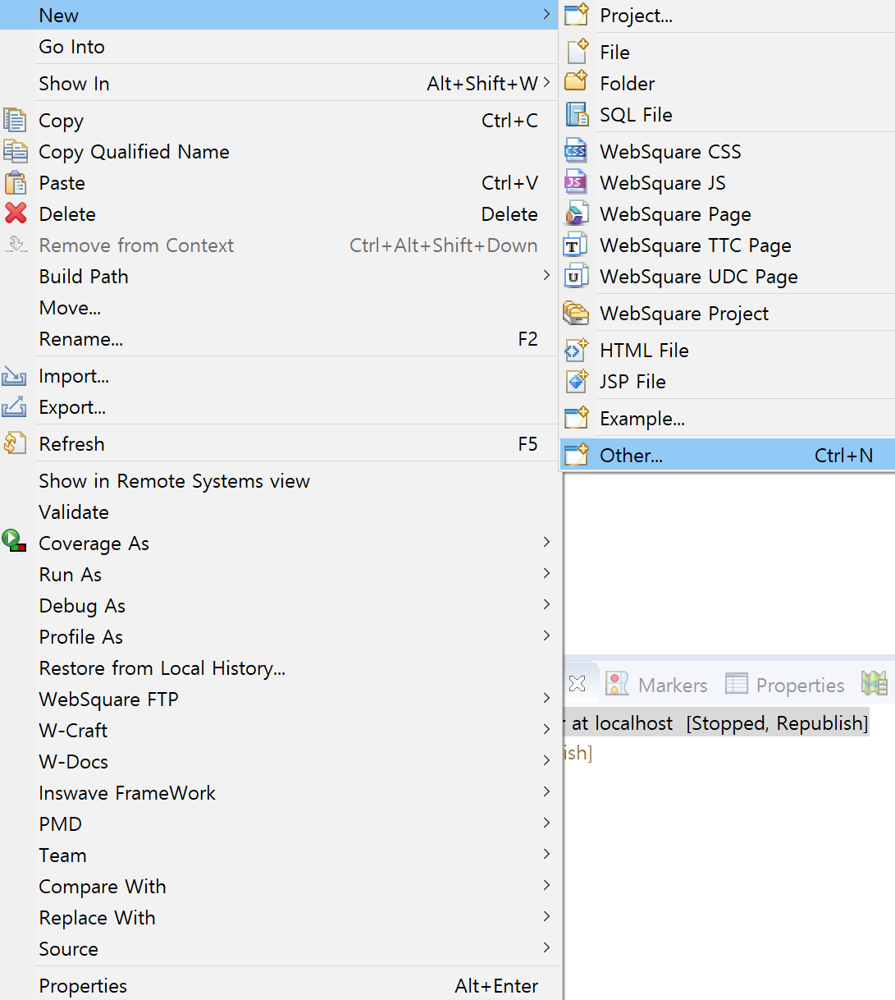 New
Go Into
Show In Alt+Shift+W
Copy Ctrl+C
Copy Qualified Name
Paste Ctrl+V
Delete Delete
Remove from Context Ctrl+Alt+Shift+Down
Build Path
Move...
Rename... F2
Import...
Export...
Refresh F5
Show in Remote Systems view
Validate
Coverage As
Run As
Debug As
Profile As
Restore from Local History...
WebSquare FTP
W-Craft
W-Docs
Inswave FrameWork
PMD
Team
Compare With
Replace With
Source
Properties Alt+Enter
Project...
File
Folder
SQL File
WebSquare CSS
WebSquare JS
WebSquare Page
WebSquare TTC Page
WebSquare UDC Page
WebSquare Project
HTML File
JSP File
Example...
Other... Ctrl+N
Markers Properties
at localhost [Stopped, Republish]
ish]